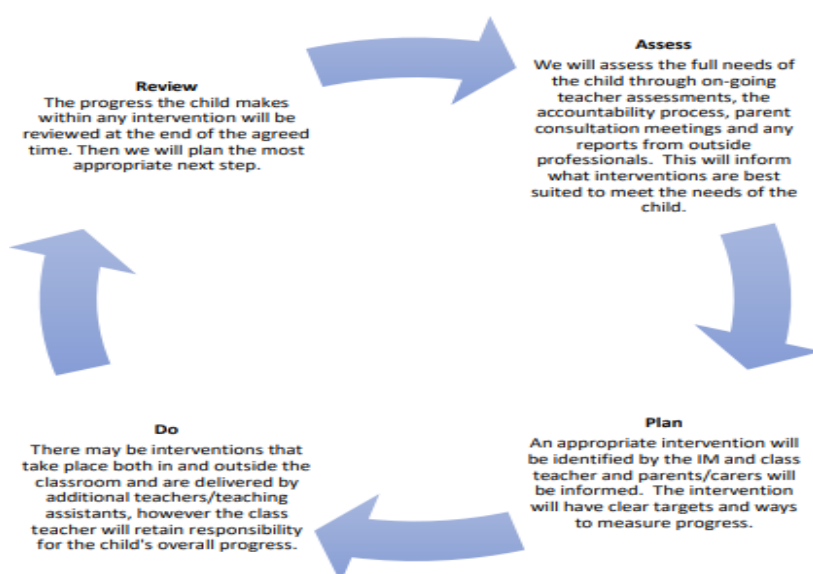 Assess
We will assess the full needs of
the child through on-going
teacher assessments, the
accountability process, parent
consultation meetings and any
reports from outside
professionals.  This will inform
what interventions are best
suited to meet the needs of the
child.
Plan
An appropriate intervention will
be identified by the IM and class
teacher and parents/carers will
be informed.  The intervention
will have clear targets and ways
to measure progress.
Do
There may be interventions that
take place both in and outside the
classroom and are delivered by
additional teachers/teaching
assistants, however the class
teacher will retain responsibility
for the child's overall progress.
Review
The progress the child makes
within any intervention will be
reviewed at the end of the agreed
time. Then we will plan the most
appropriate next step.